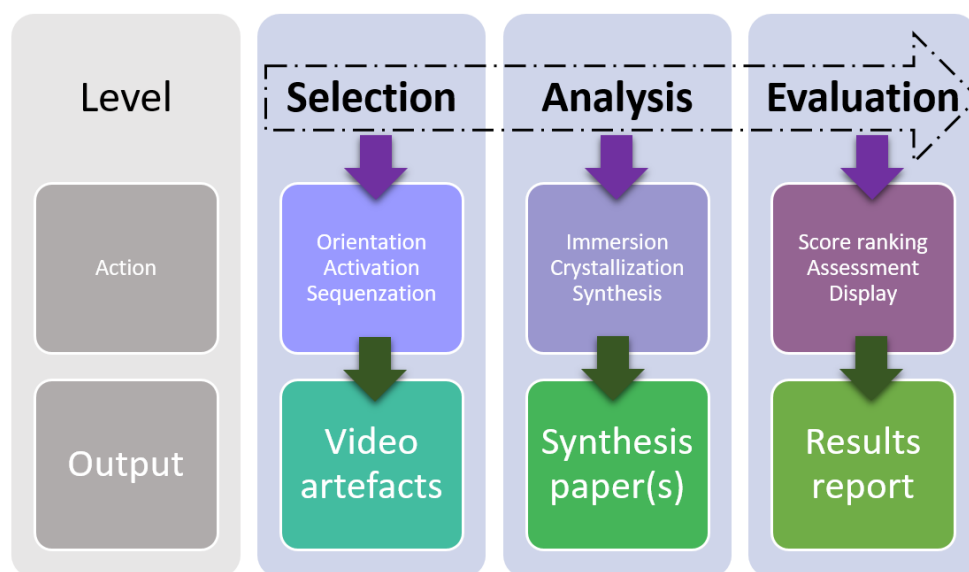 Level
Selection
Analysis
Evaluation
Action
Orientation
Activation
Sequenzation
Immersion
Crystallization
Synthesis
Score ranking
Assessment
Display
Output
Video
artefacts
Synthesis
paper(s)
Results
report